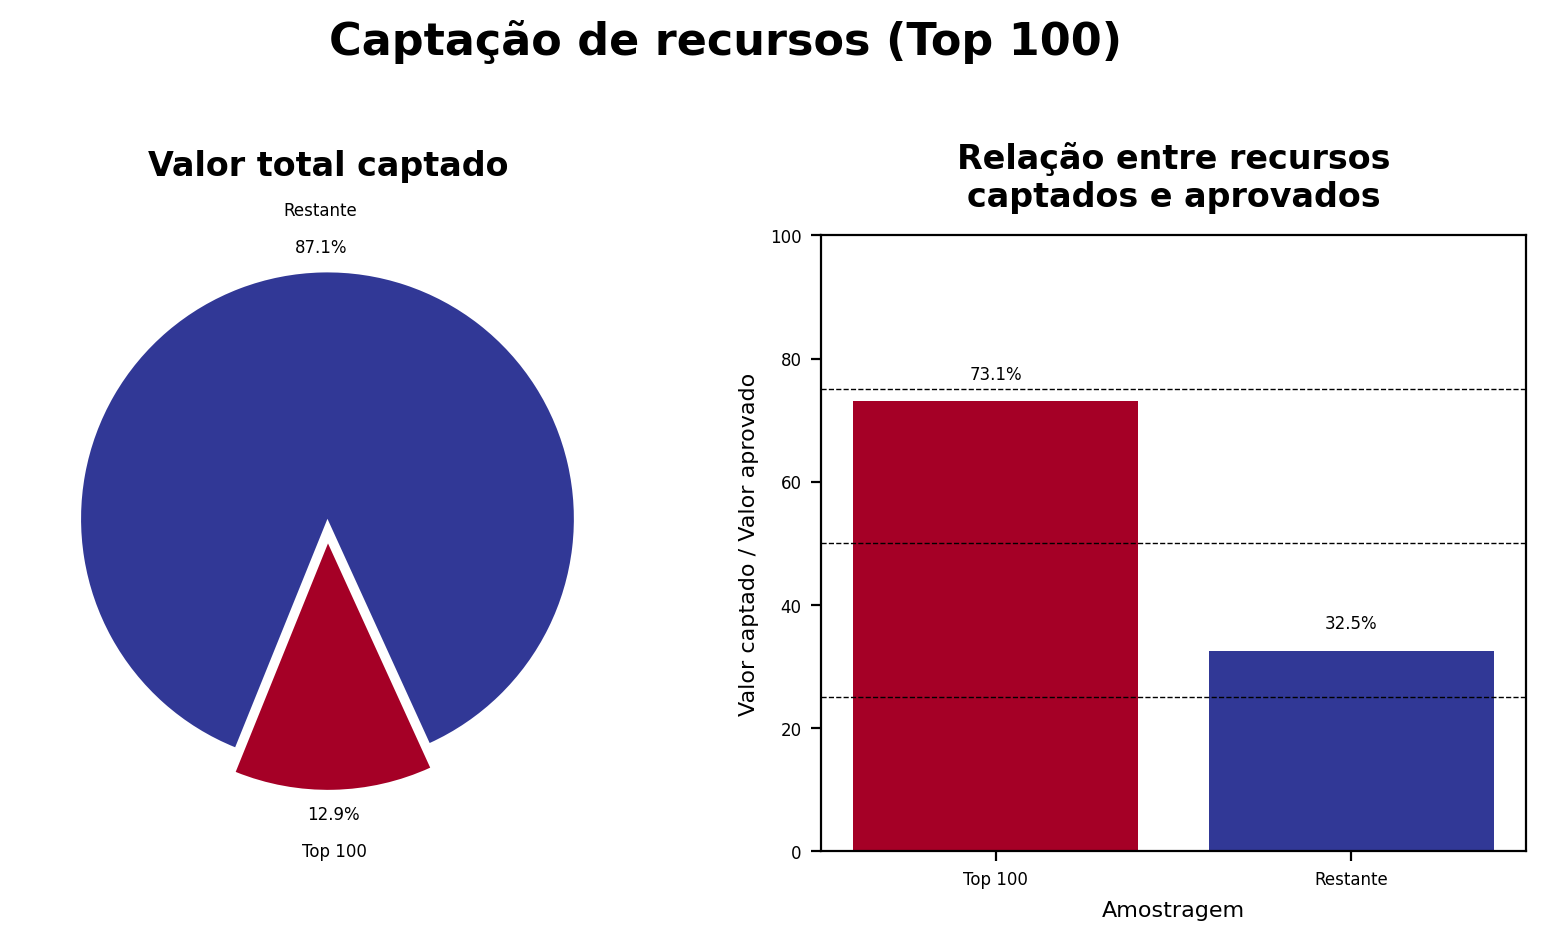 Captação de recursos (Top 100)
Valor total captado
Restante
87.1%
12.9%
Top 100
Relação entre recursos
captados e aprovados
Valor captado / Valor aprovado
100
80
60
40
20
0
73.1%
32.5%
Top 100
Restante
Amostragem